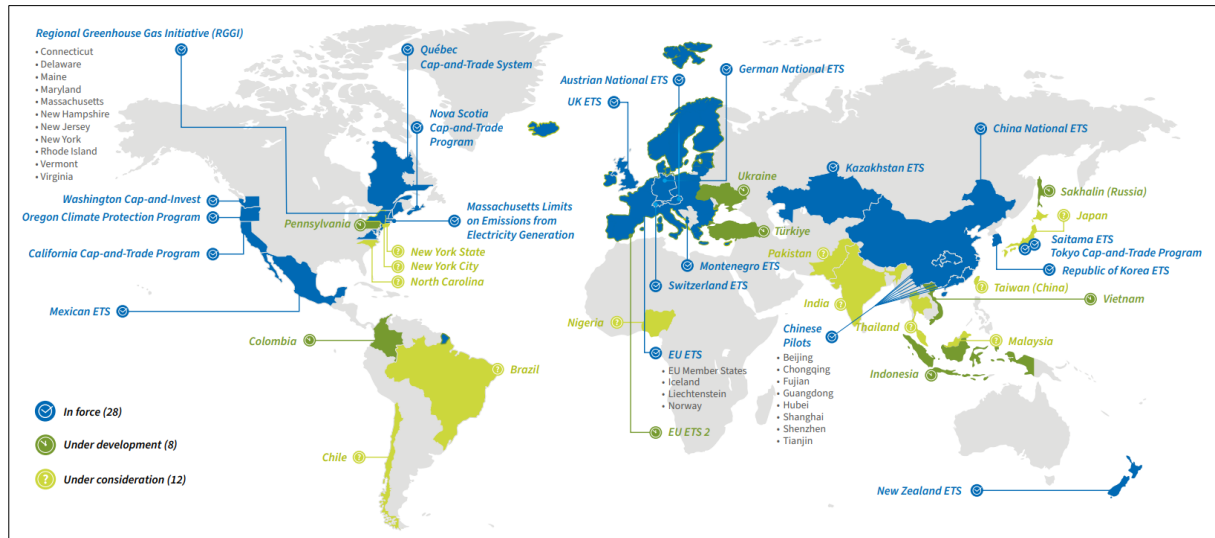 Regional Greenhouse Gas Initiative (RGGI)
• Connecticut
• Delaware
• Maine
• Maryland
• Massachusetts
• New Hampshire
• New Jersey
• New York
• Rhode Island
• Vermont
• Virginia
Québec
Cap-and-Trade System
Nova Scotia
Cap-and-Trade
Program
Washington Cap-and-Invest
Oregon Climate Protection Program
California Cap-and-Trade Program
Mexican ETS
Pennsylvania
Massachusetts Limits
on Emissions from
Electricity Generation
New York State
New York City
North Carolina
Colombia
Brazil
Chile
Austrian National ETS
German National ETS
UK ETS
Ukraine
Türkiye
Montenegro ETS
Switzerland ETS
Nigeria
EU ETS
• EU Member States
• Iceland
• Liechtenstein
• Norway
EU ETS 2
Kazakhstan ETS
China National ETS
Sakhalin (Russia)
Japan
Saitama ETS
Tokyo Cap-and-Trade Program
Republic of Korea ETS
Pakistan
India
Taiwan (China)
Vietnam
Thailand
Malaysia
Indonesia
Chinese
Pilots
• Beijing
• Chongqing
• Fujian
• Guangdong
• Hubei
• Shanghai
• Shenzhen
• Tianjin
New Zealand ETS
In force (28)
Under development (8)
? Under consideration (12)